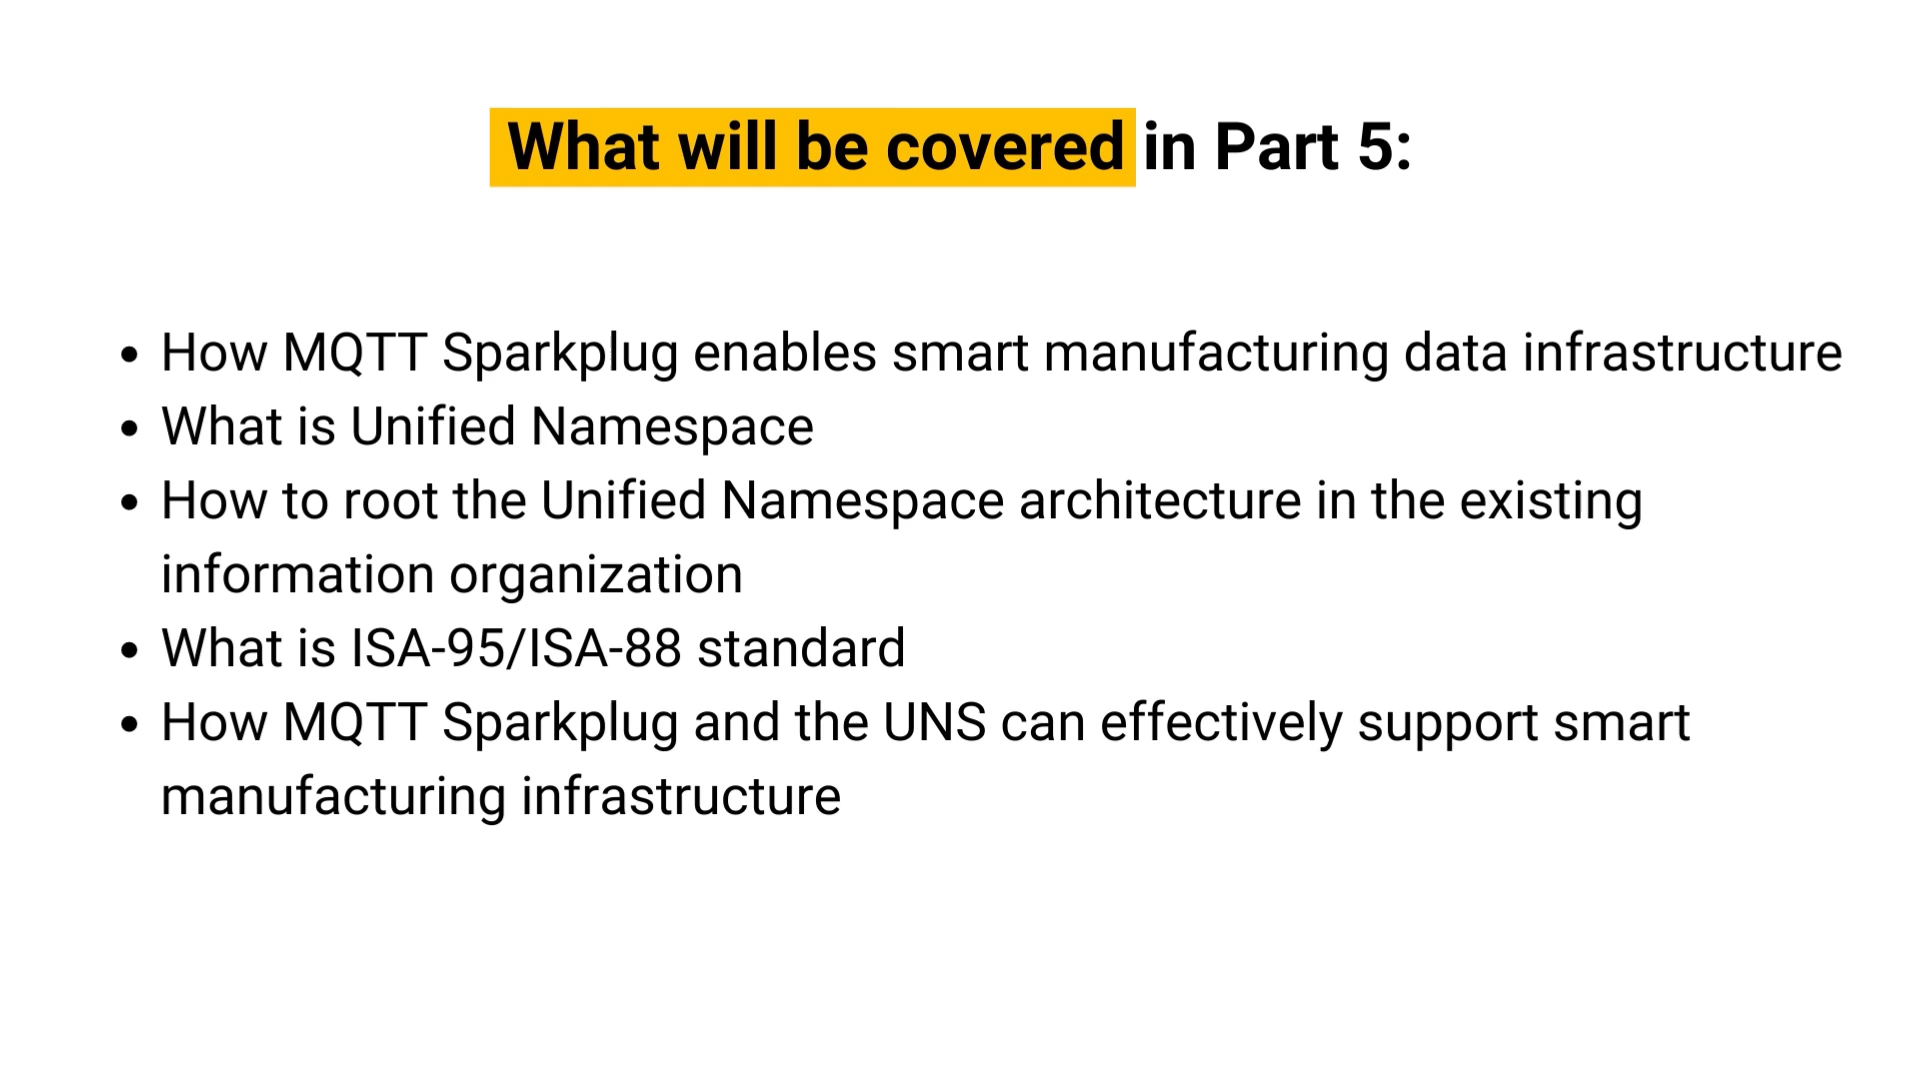 What will be covered in Part 5:
• How MQTT Sparkplug enables smart manufacturing data infrastructure
• What is Unified Namespace
• How to root the Unified Namespace architecture in the existing
information organization
• What is ISA-95/ISA-88 standard
• How MQTT Sparkplug and the UNS can effectively support smart
manufacturing infrastructure